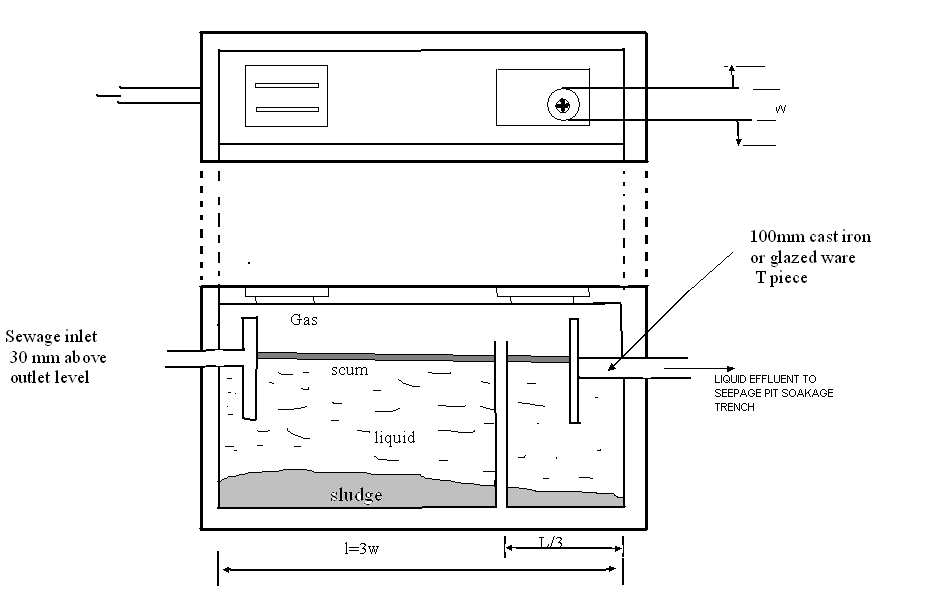 w
100mm cast iron
or glazed ware
T piece
Gas
Sewage inlet
30 mm above
outlet level
scum
LIQUID EFFLUENT TO
SEEPAGE PIT SOAKAGE
TRENCH
liquid
sludge
l=3w
L/3